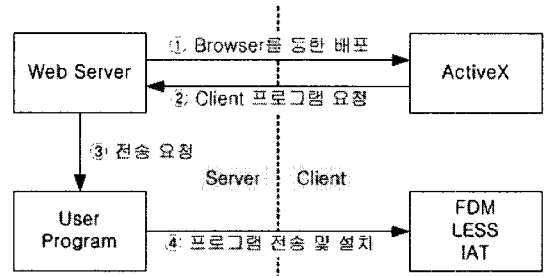 ① Browser를 통한 배포
Web Server
ActiveX
② Client 프로그램 요청
③ 전송 요청
Server
Client
User
Program
FDM
LESS
IAT
④ 프로그램 전송 및 설치